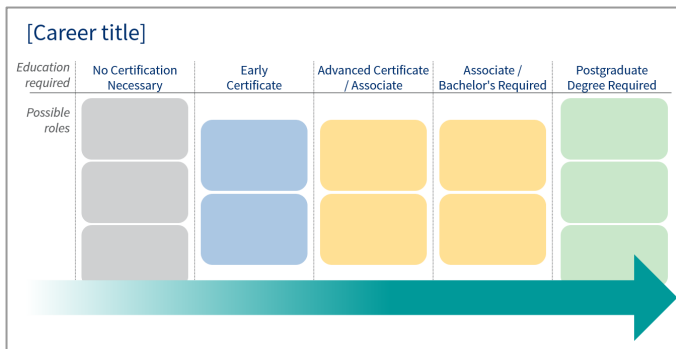 [Career title]
Education
required
No Certification
Necessary
Early
Certificate
Advanced Certificate
/ Associate
Associate /
Bachelor's Required
Postgraduate
Degree Required
Possible
roles